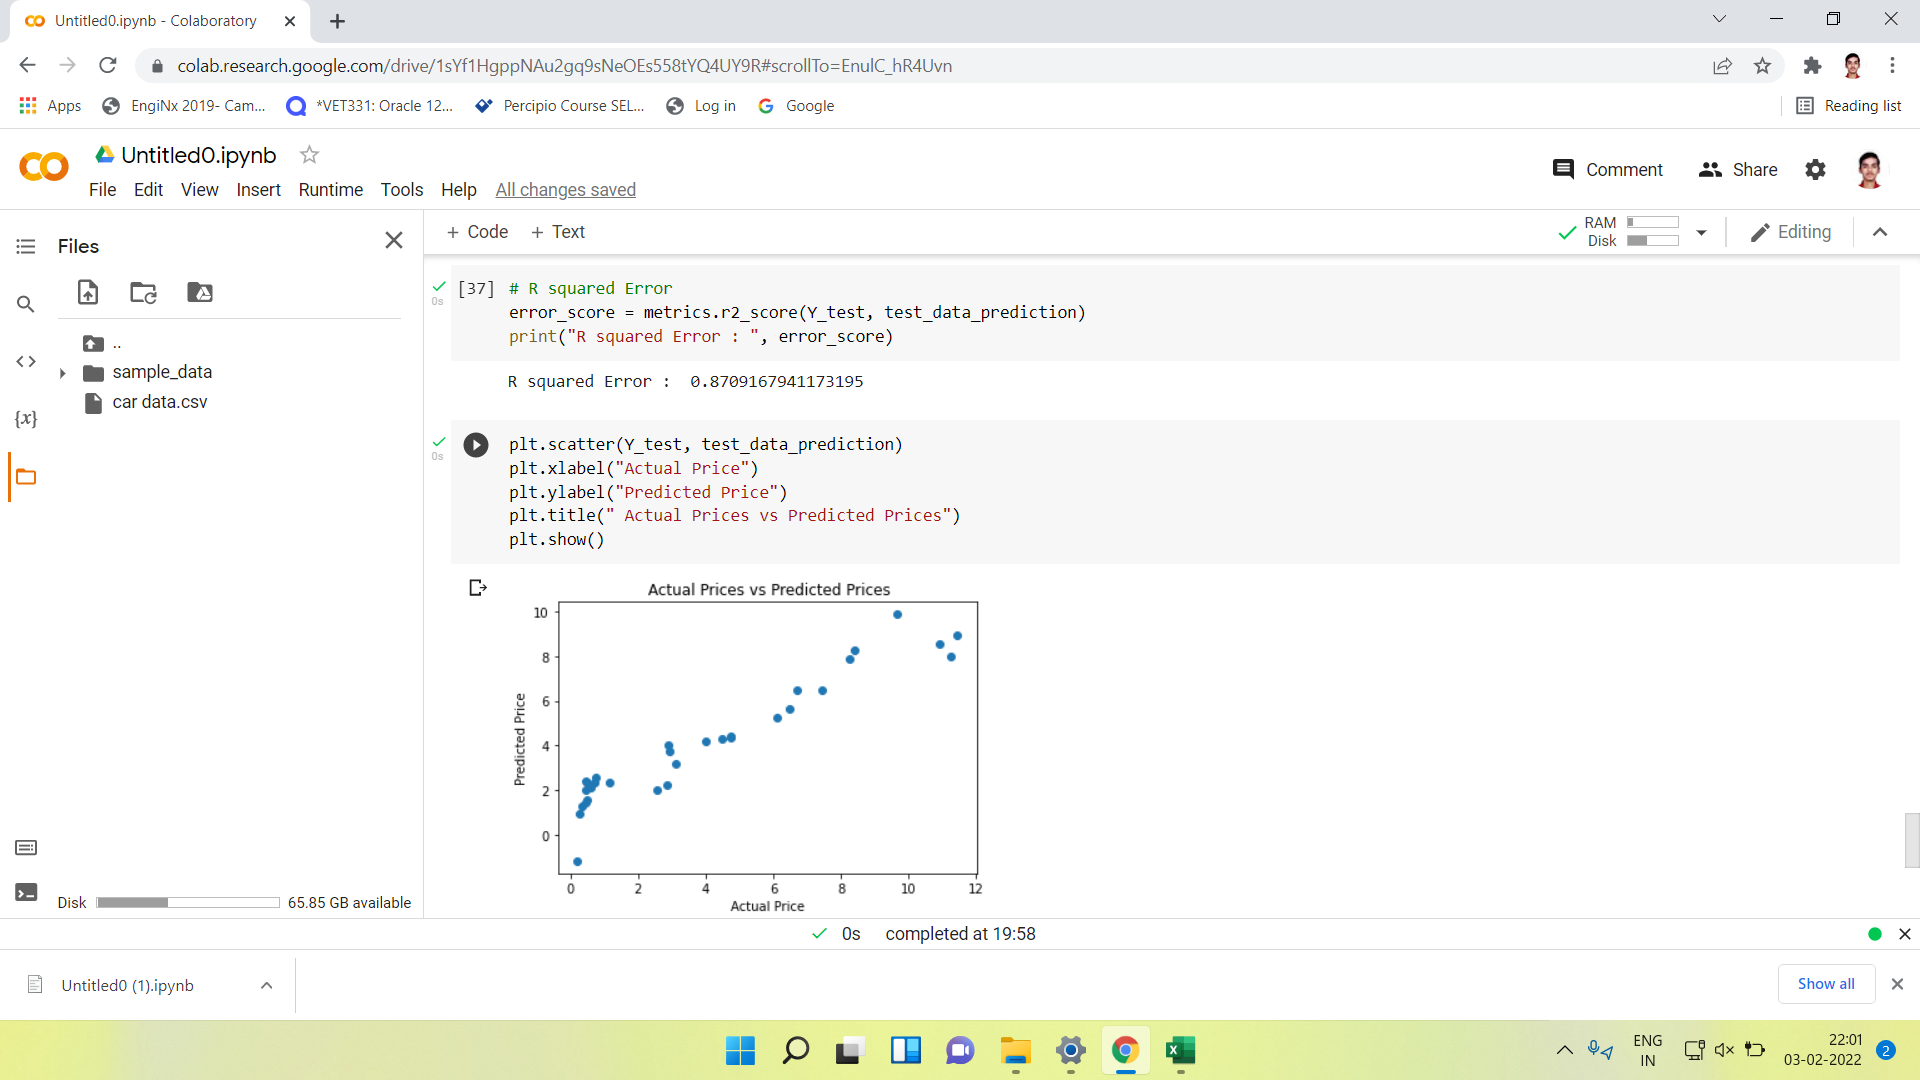 Untitled0.ipynb - Colaboratory
colab.research.google.com/drive/1sYf1HgppNAu2gq9sNeOEs558tYQ4UY9R#scrollTo=EnulC_hR4Uvn
Apps EngiNx 2019- Cam... *VET331: Oracle 12... Percipio Course SEL... Log in Google Reading list
Untitled0.ipynb
Comment Share
File Edit View Insert Runtime Tools Help All changes saved
Files
+ Code + Text
RAM
Disk
Editing
..
sample_data
car data.csv
{x}
Disk 65.85 GB available
0s
[37] # R squared Error
error_score = metrics.r2_score(Y_test, test_data_prediction)
print("R squared Error : ", error_score)
R squared Error :  0.8709167941173195
0s
plt.scatter(Y_test, test_data_prediction)
plt.xlabel("Actual Price")
plt.ylabel("Predicted Price")
plt.title(" Actual Prices vs Predicted Prices")
plt.show()
Actual Prices vs Predicted Prices
Predicted Price
10
8
6
4
2
0
0 2 4 6 8 10 12
Actual Price
0s completed at 19:58
Untitled0 (1).ipynb
Show all
ENG
IN
22:01
03-02-2022
2